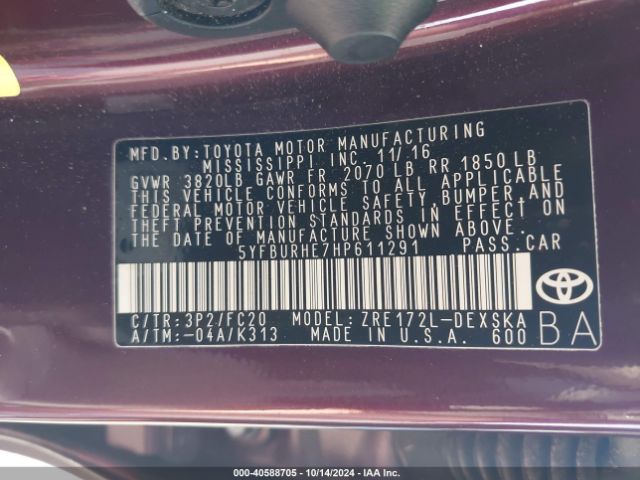 MFD.BY:TOYOTA MOTOR MANUFACTURING
MISSISSIPPI INC. 11/16
GVWR 3820LB GAWR FR 2070 LB RR 1850 LB
THIS VEHICLE CONFORMS TO ALL APPLICABLE
FEDERAL MOTOR VEHICLE SAFETY,BUMPER AND
THEFT PREVENTION STANDARDS IN EFFECT ON
THE DATE OF MANUFACTURE SHOWN ABOVE.
5YFBURHE7HP611291 PASS.CAR
C/TR:3P2/FC20 MODEL:ZRE172L-DEXSKA
A/TM:-04A/K313 MADE IN U.S.A. 600
BA
000-40588705 | 10/14/2024 | IAA Inc.